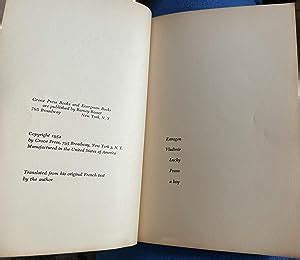 Grove Press Books and Evergreen Books
are published by Barney Rosset
795 Broadway New York, N. Y.
Copyright 1954
by Grove Press, 795 Broadway, New York 3, N. Y.
Manufactured in the United States of America
Translated from his original French text
by the author
Estragon
Vladimir
Lucky
Pozzo
a boy